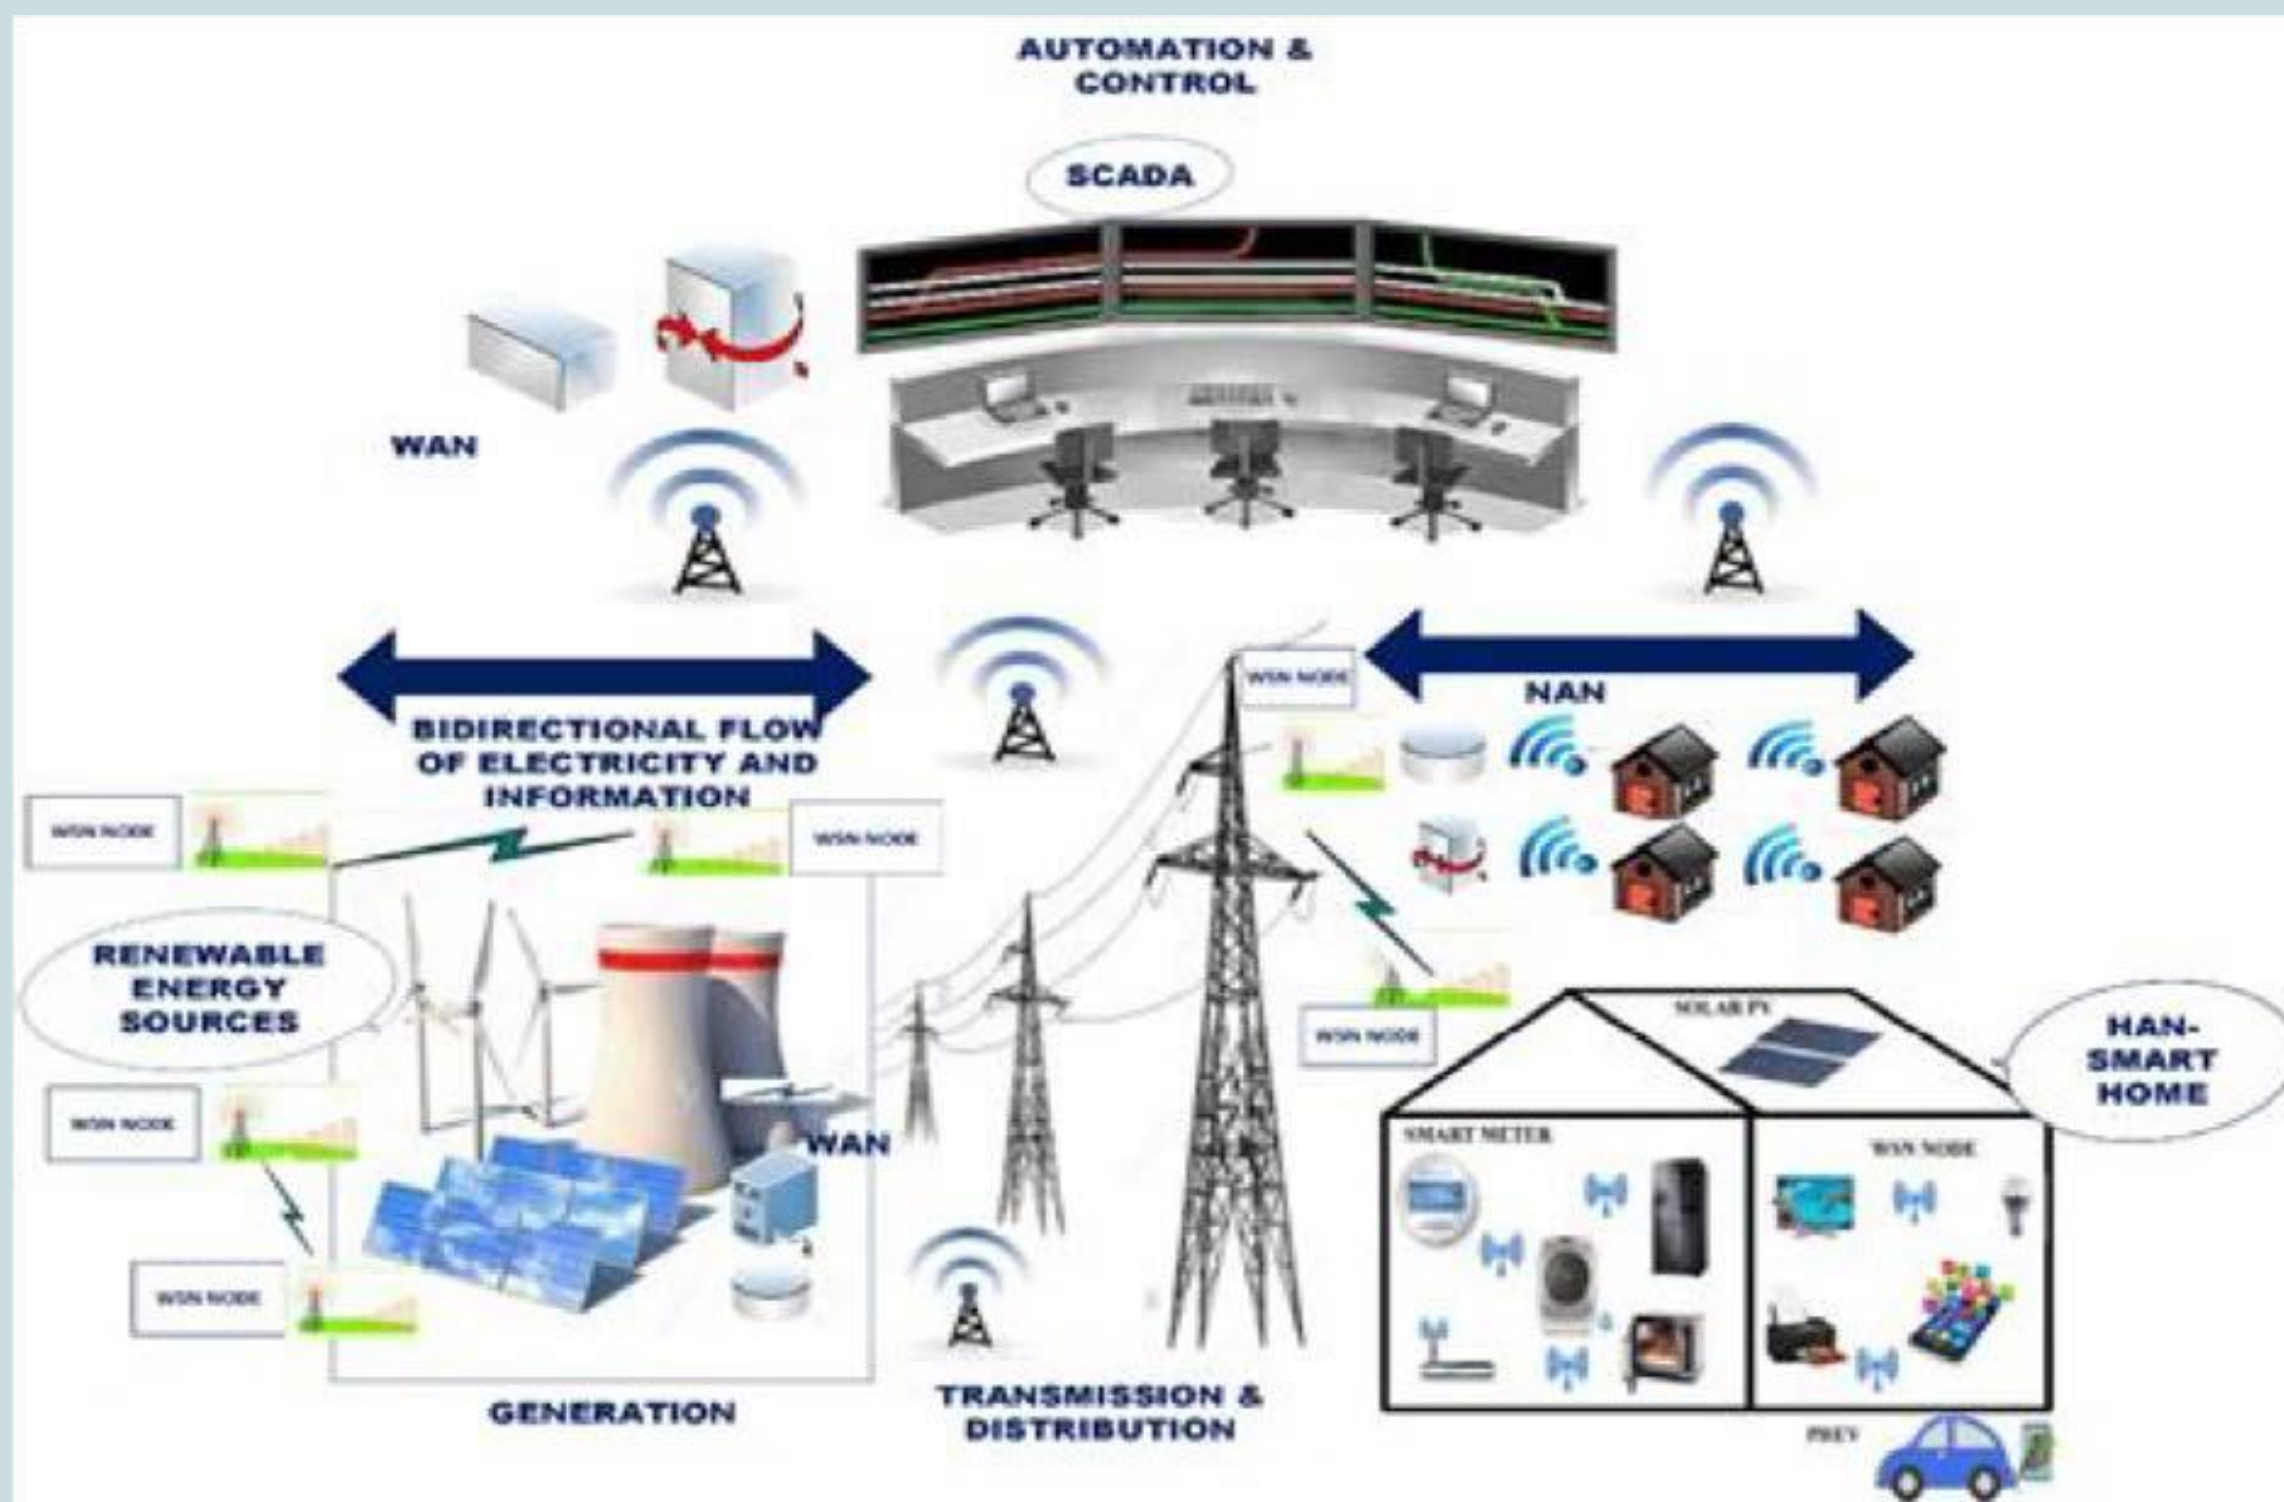 AUTOMATION &
CONTROL
SCADA
WAN
BIDIRECTIONAL FLOW
OF ELECTRICITY AND
INFORMATION
WSN NODE
NAN
WSN NODE
WSN NODE
RENEWABLE
ENERGY
SOURCES
WSN NODE
SOLAR PV
HAN-
SMART
HOME
WSN NODE
WAN
SMART METER
WSN NODE
WSN NODE
GENERATION
TRANSMISSION &
DISTRIBUTION
PHEV